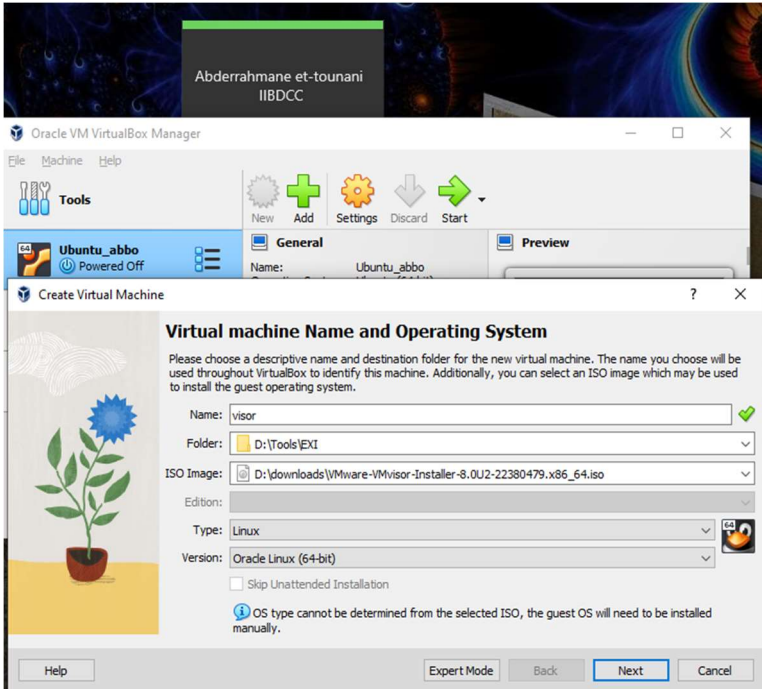 Abderrahmane et-tounani
IIBDCC
Oracle VM VirtualBox Manager
File Machine Help
Tools
New Add Settings Discard Start
64
Ubuntu_abbo
Powered Off
General
Name: Ubuntu_abbo
Preview
Create Virtual Machine
? 
Virtual machine Name and Operating System
Please choose a descriptive name and destination folder for the new virtual machine. The name you choose will be
used throughout VirtualBox to identify this machine. Additionally, you can select an ISO image which may be used
to install the guest operating system.
Name: visor
Folder: D:\Tools\EXI
ISO Image: D:\downloads\VMware-VMvisor-Installer-8.0U2-22380479.x86_64.iso
Edition:
Type: Linux
64
Version: Oracle Linux (64-bit)
Skip Unattended Installation
OS type cannot be determined from the selected ISO, the guest OS will need to be installed
manually.
Help Expert Mode Back Next Cancel